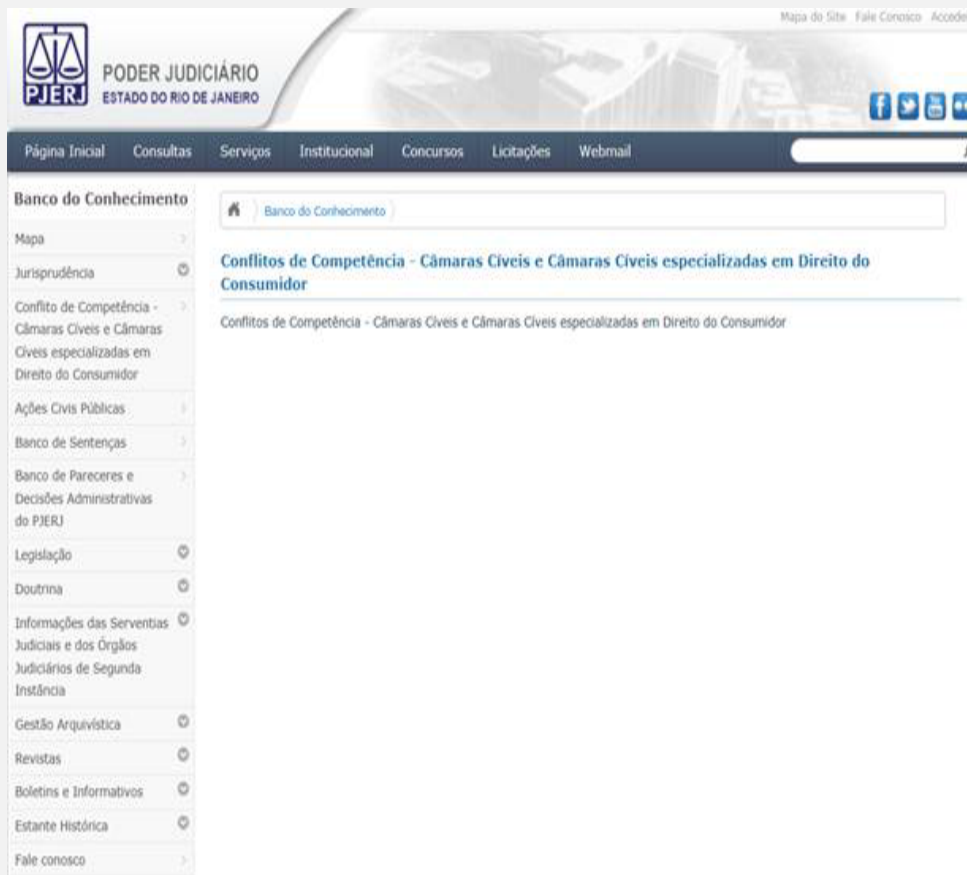 Mapa do Site Fale Conosco
PJERJ
PODER JUDICIÁRIO
ESTADO DO RIO DE JANEIRO
Página Inicial Consultas Serviços Institucional Concursos Licitações Webmail
Banco do Conhecimento
Mapa
Jurisprudência
Conflito de Competência -
Câmaras Cíveis e Câmaras
Cíveis especializadas em
Direito do Consumidor
Ações Civis Públicas
Banco de Sentenças
Banco de Pareceres e
Decisões Administrativas
do PJERJ
Legislação
Doutrina
Informações das Serventias
Judiciais e dos Órgãos
Judiciários de Segunda
Instância
Gestão Arquivística
Revistas
Boletins e Informativos
Estante Histórica
Fale conosco
Banco do Conhecimento
Conflitos de Competência - Câmaras Cíveis e Câmaras Cíveis especializadas em Direito do
Consumidor
Conflitos de Competência - Câmaras Cíveis e Câmaras Cíveis especializadas em Direito do Consumidor